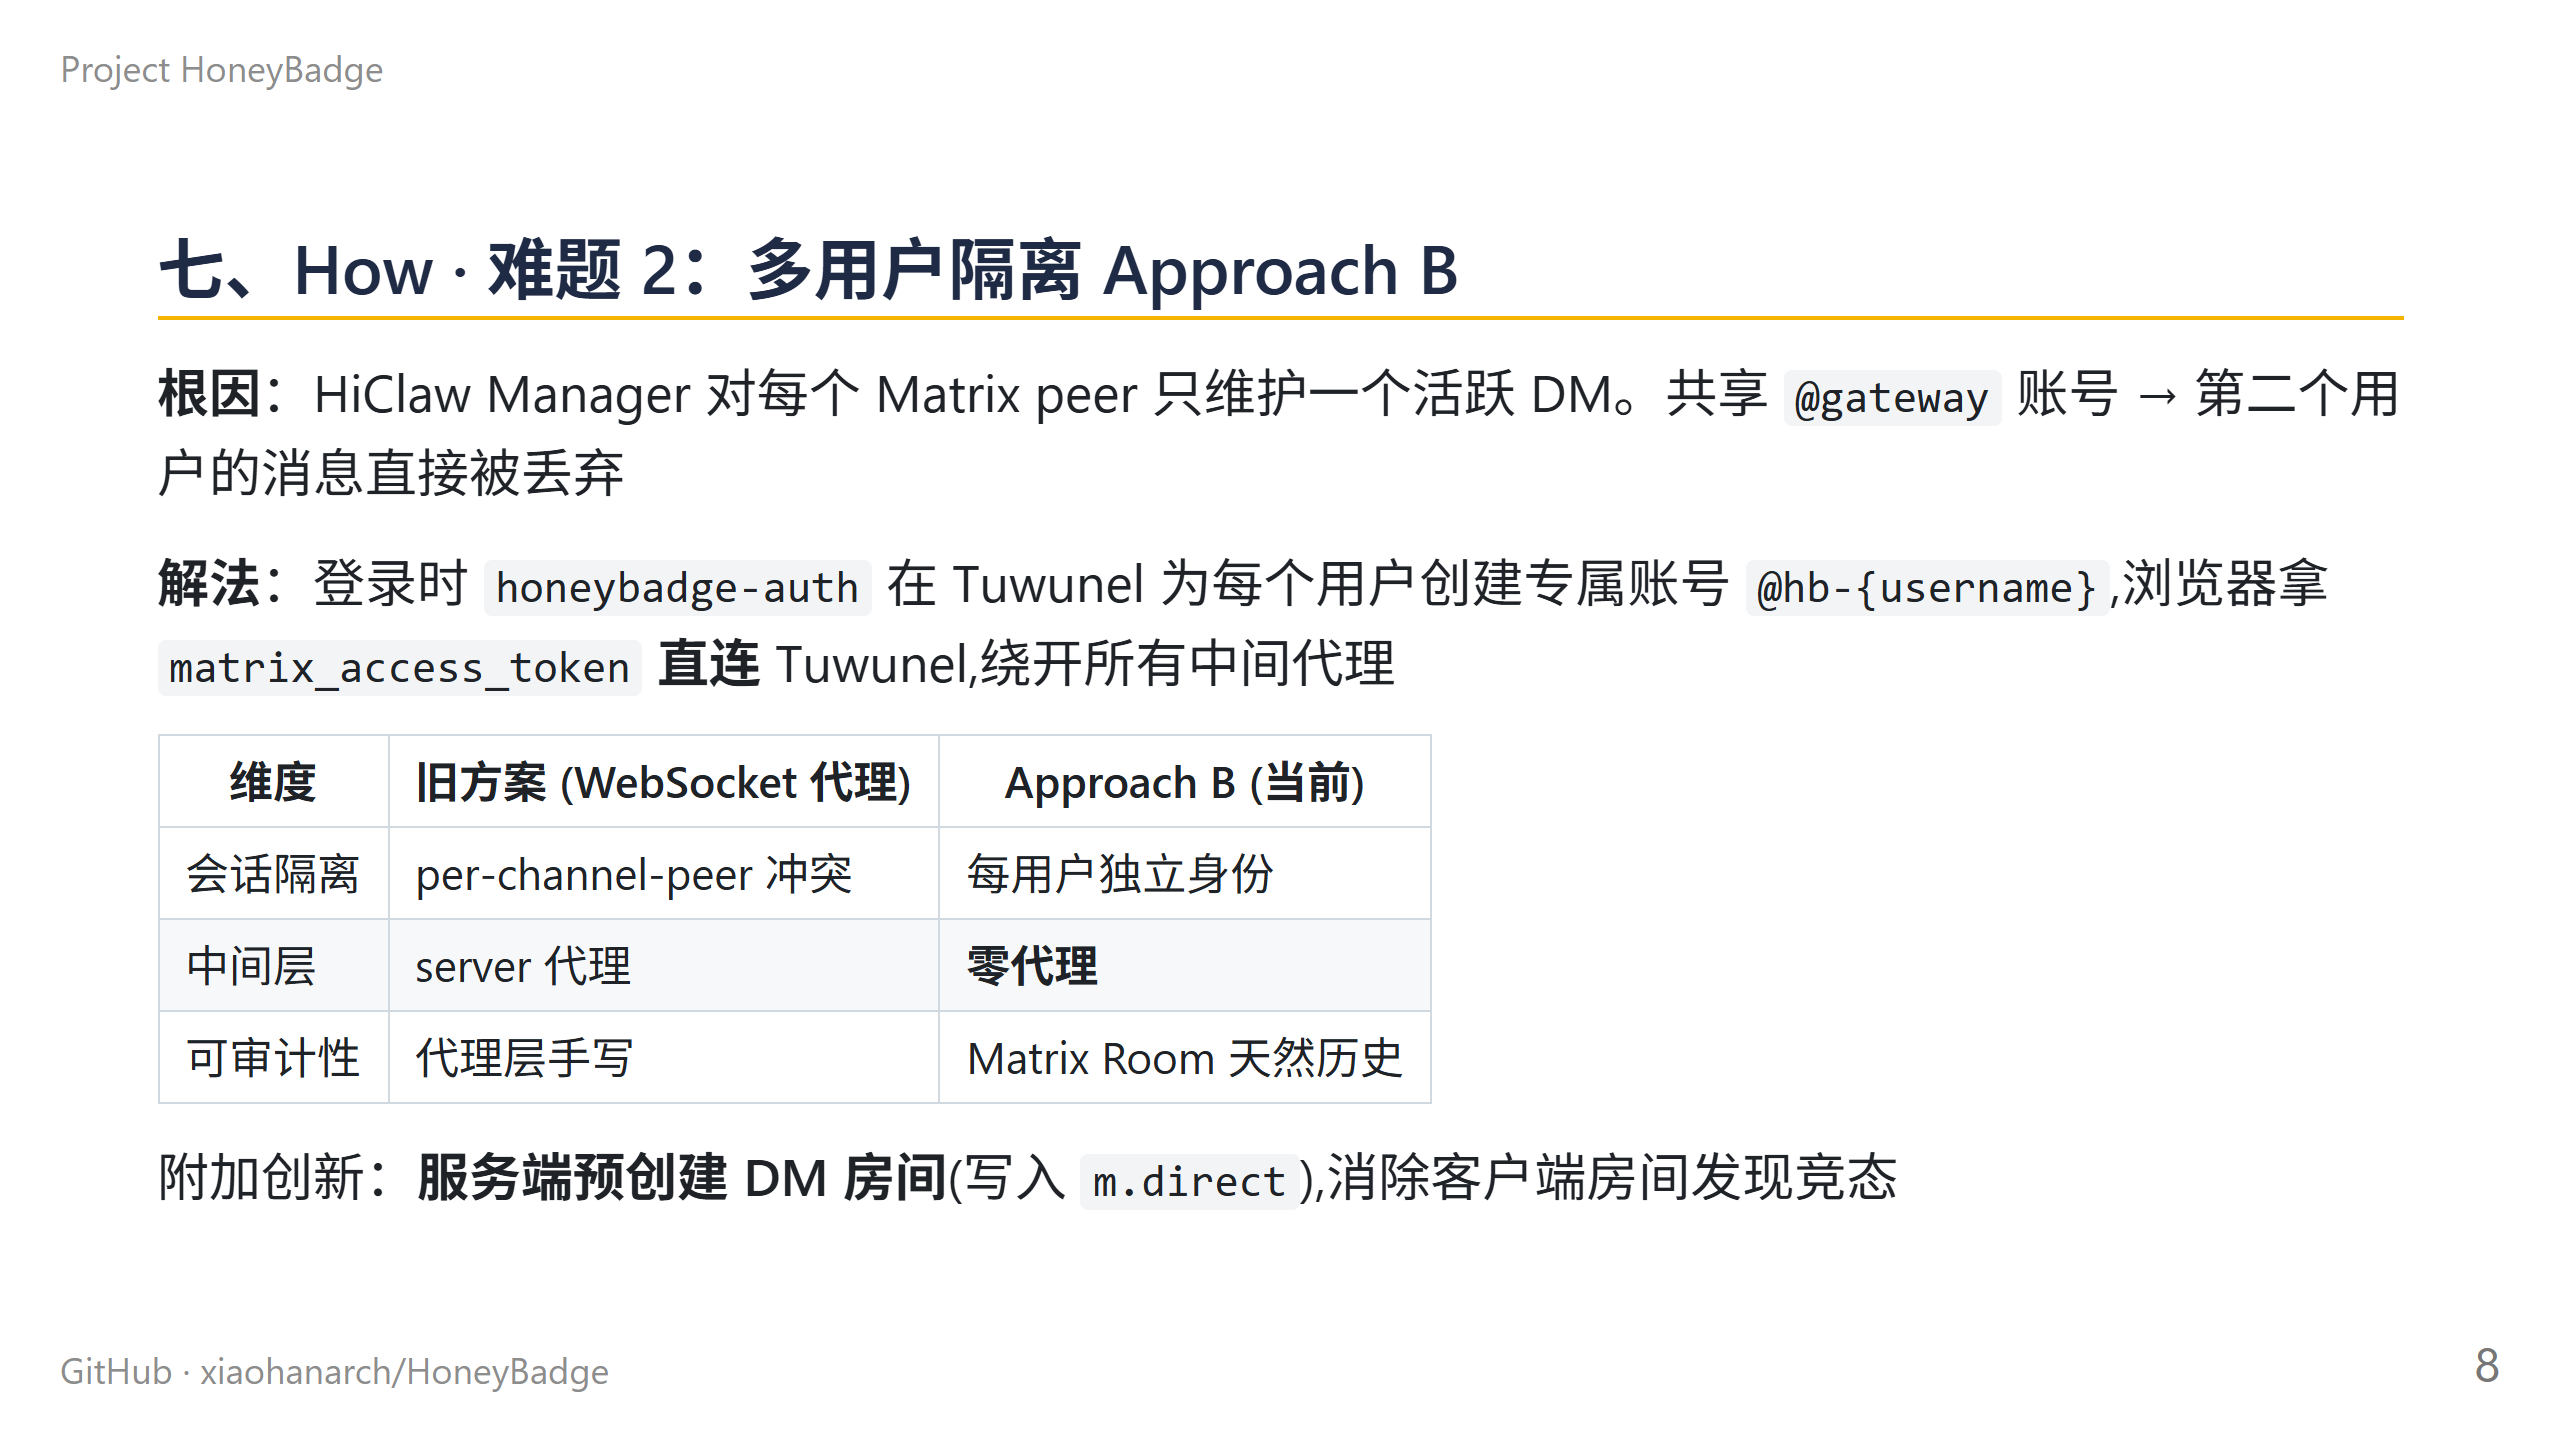 Project HoneyBadge
七、How · 难题 2：多用户隔离 Approach B
根因：HiClaw Manager 对每个 Matrix peer 只维护一个活跃 DM。共享 @gateway 账号 → 第二个用
户的消息直接被丢弃
解法：登录时 honeybadge-auth 在 Tuwunel 为每个用户创建专属账号 @hb-{username},浏览器拿
matrix_access_token 直连 Tuwunel,绕开所有中间代理
维度 旧方案 (WebSocket 代理) Approach B (当前)
会话隔离 per-channel-peer 冲突 每用户独立身份
中间层 server 代理 零代理
可审计性 代理层手写 Matrix Room 天然历史
附加创新：服务端预创建 DM 房间(写入 m.direct),消除客户端房间发现竞态
GitHub · xiaohanarch/HoneyBadge
8